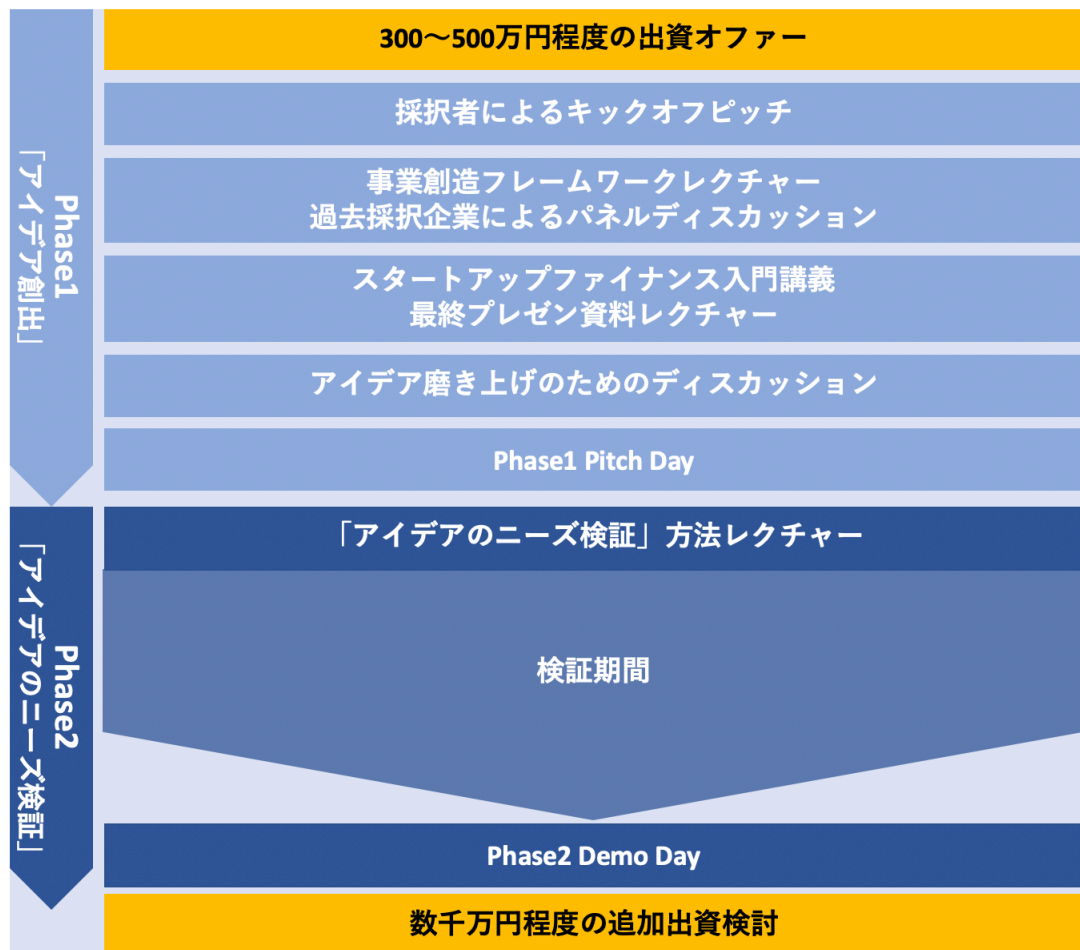 300〜500万円程度の出資オファー
Phase1
「アイデア創出」
採択者によるキックオフピッチ
事業創造フレームワークレクチャー
過去採択企業によるパネルディスカッション
スタートアップファイナンス入門講義
最終プレゼン資料レクチャー
アイデア磨き上げのためのディスカッション
Phase1 Pitch Day
Phase2
「アイデアのニーズ検証」
「アイデアのニーズ検証」方法レクチャー
検証期間
Phase2 Demo Day
数千万円程度の追加出資検討